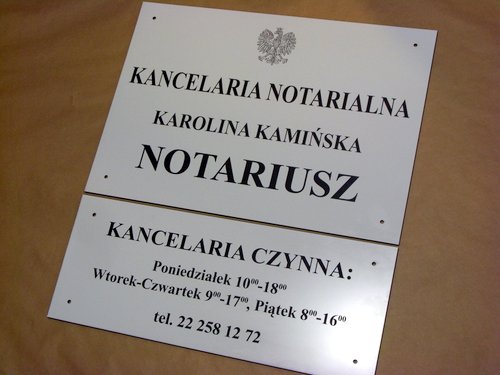 KANCELARIA NOTARIALNA
KAROLINA KAMIŃSKA
NOTARIUSZ
KANCELARIA CZYNNA:
Poniedziałek 10⁰⁰-18⁰⁰
Wtorek-Czwartek 9⁰⁰-17⁰⁰, Piątek 8⁰⁰-16⁰⁰
tel. 22 258 12 72